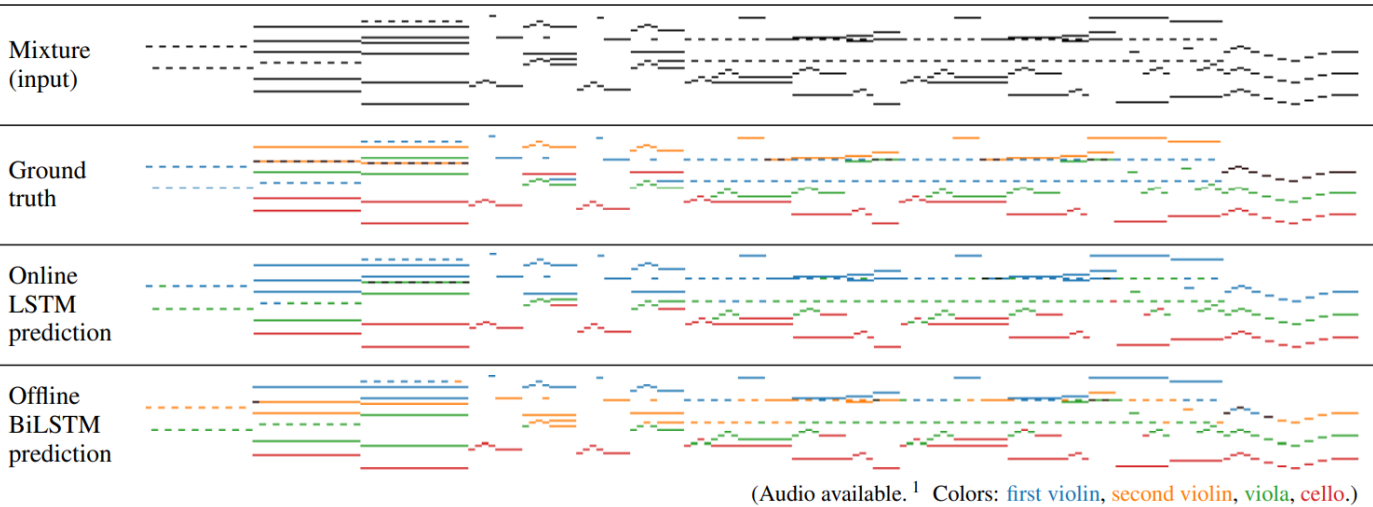 Mixture
(input)
Ground
truth
Online
LSTM
prediction
Offline
BiLSTM
prediction
(Audio available. 1 Colors: first violin, second violin, viola, cello.)